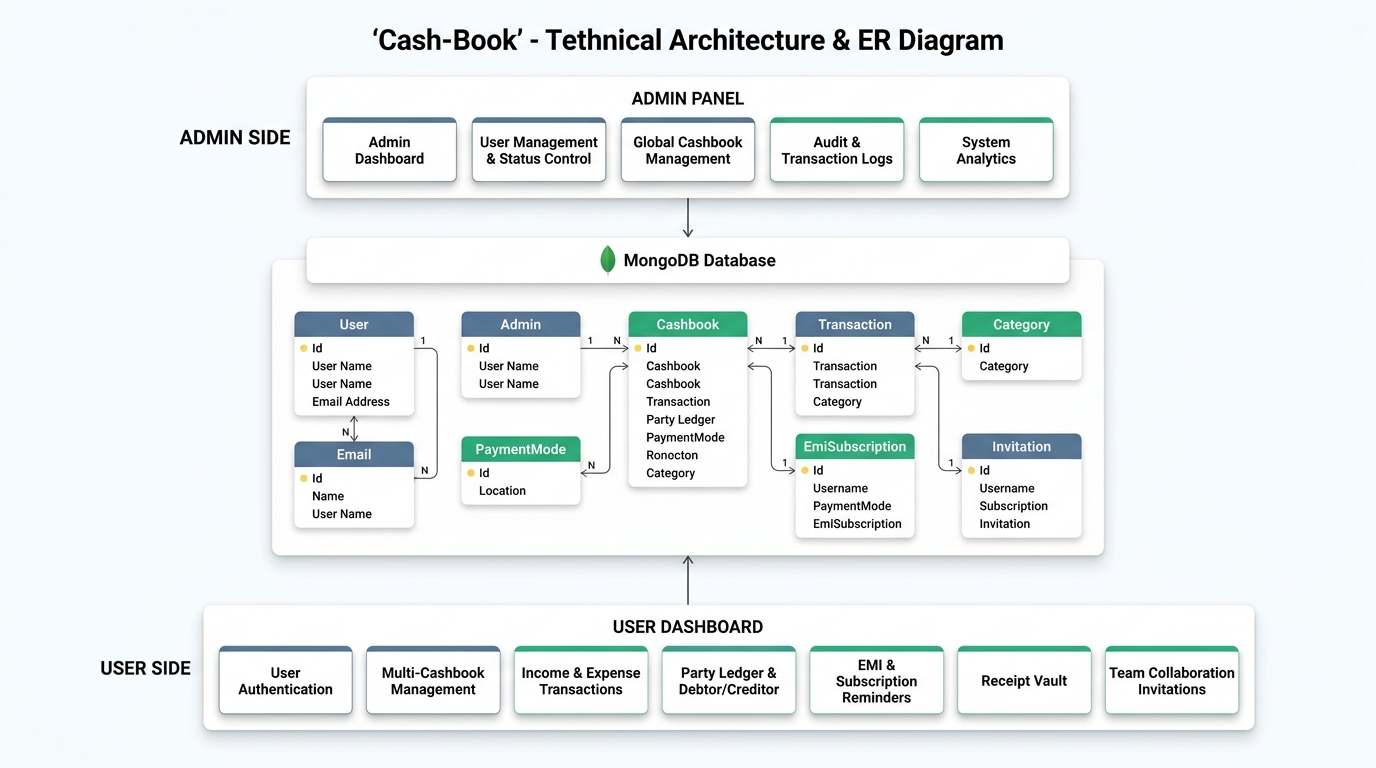 ‘Cash-Book’ - Tethnical Architecture & ER Diagram
ADMIN SIDE
ADMIN PANEL
Admin
Dashboard
User Management
& Status Control
Global Cashbook
Management
Audit &
Transaction Logs
System
Analytics
MongoDB Database
User
Id
User Name
User Name
Email Address
1
N
Email
Id
Name
User Name
N
Admin
Id
User Name
User Name
1
N
PaymentMode
Id
Location
N
Cashbook
Id
Cashbook
Cashbook
Transaction
Party Ledger
PaymentMode
Ronocton
Category
N
1
Transaction
Id
Transaction
Transaction
Category
N
1
EmiSubscription
1
Id
Username
PaymentMode
EmlSubscription
Category
Id
Category
Invitation
1
Id
Username
Subscription
Invitation
USER SIDE
USER DASHBOARD
User
Authentication
Multi-Cashbook
Management
Income & Expense
Transactions
Party Ledger &
Debtor/Creditor
EMI &
Subscription
Reminders
Receipt Vault
Team Collaboration
Invitations